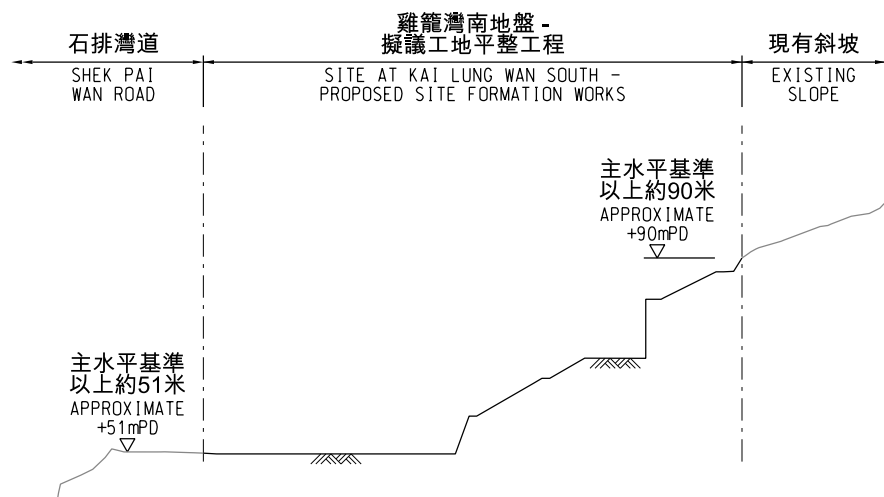 石排灣道
SHEK PAI
WAN ROAD
雞籠灣南地盤 -
擬議工地平整工程
SITE AT KAI LUNG WAN SOUTH –
PROPOSED SITE FORMATION WORKS
現有斜坡
EXISTING
SLOPE
主水平基準
以上約90米
APPROXIMATE
+90mPD
主水平基準
以上約51米
APPROXIMATE
+51mPD